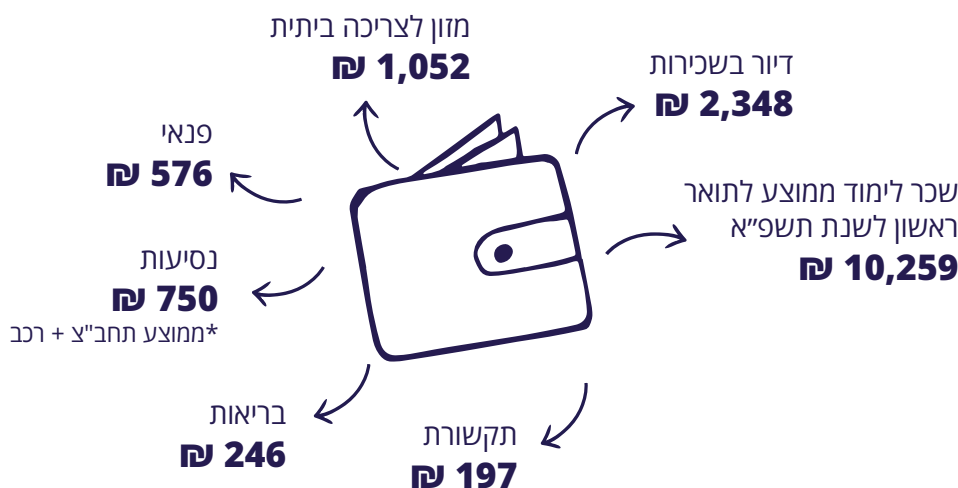 מזון לצריכה ביתית
1,052 ₪
דיור בשכירות
2,348 ₪
פנאי
576 ₪
שכר לימוד ממוצע לתואר
ראשון לשנת תשפ״א
10,259 ₪
נסיעות
750 ₪
*ממוצע תחב"צ + רכב
בריאות
246 ₪
תקשורת
197 ₪